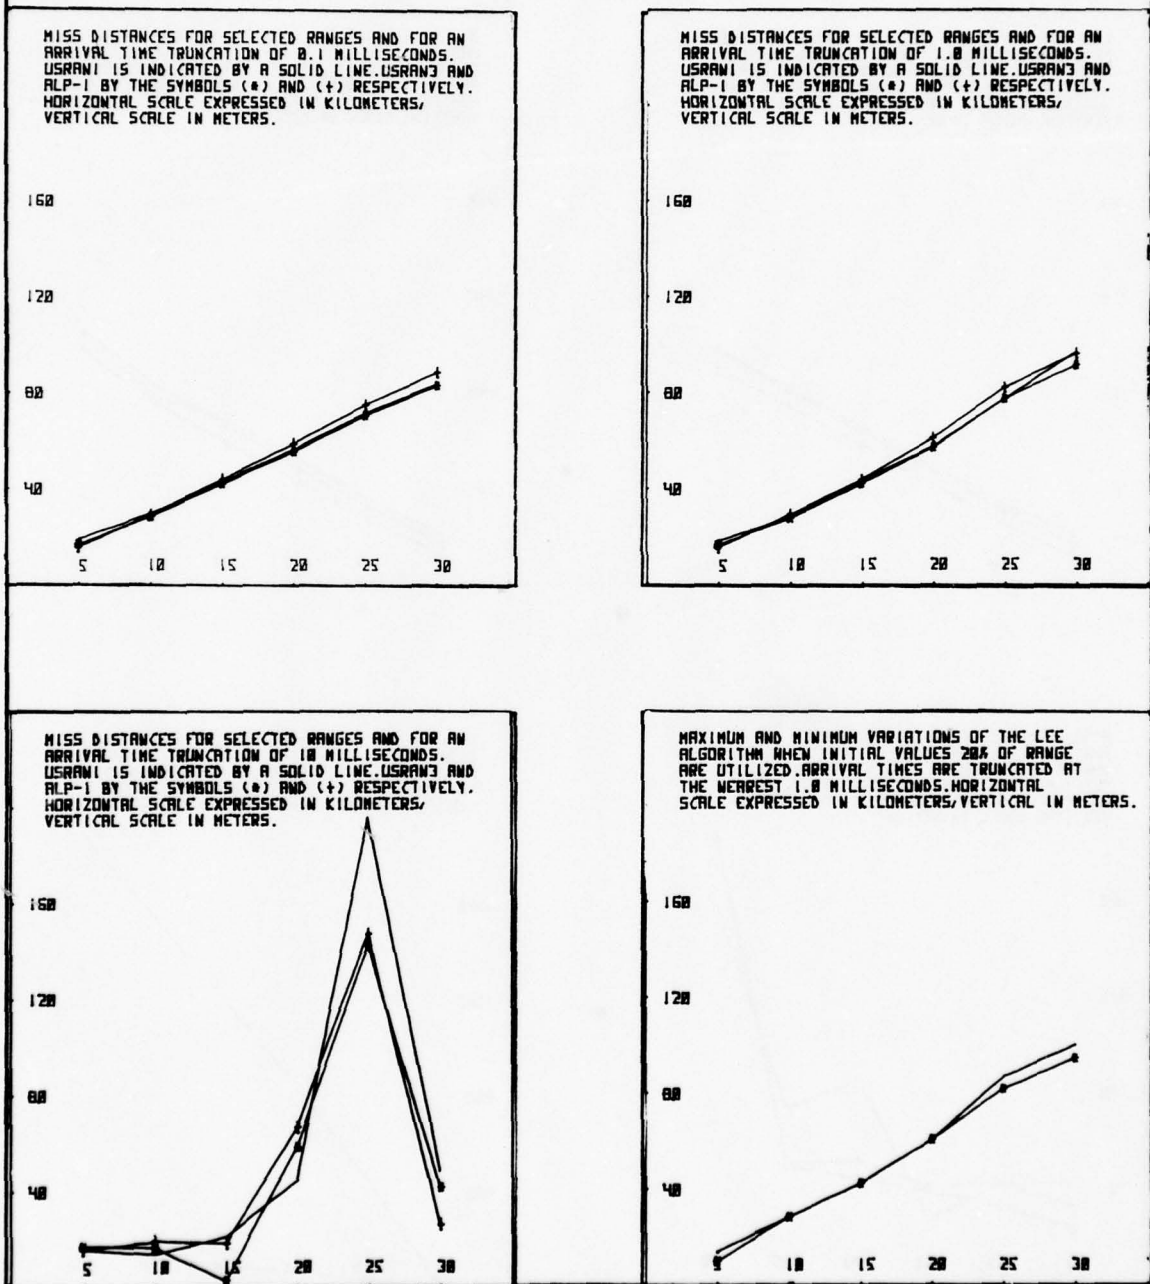 MISS DISTANCES FOR SELECTED RANGES AND FOR AN
ARRIVAL TIME TRUNCATION OF 0.1 MILLISECONDS.
USRAN1 IS INDICATED BY A SOLID LINE.USRAN3 AND
ALP-1 BY THE SYMBOLS (*) AND (+) RESPECTIVELY.
HORIZONTAL SCALE EXPRESSED IN KILOMETERS,
VERTICAL SCALE IN METERS.
160
120
80
40
5 10 15 20 25 30
MISS DISTANCES FOR SELECTED RANGES AND FOR AN
ARRIVAL TIME TRUNCATION OF 1.0 MILLISECONDS.
USRAN1 IS INDICATED BY A SOLID LINE.USRAN3 AND
ALP-1 BY THE SYMBOLS (*) AND (+) RESPECTIVELY.
HORIZONTAL SCALE EXPRESSED IN KILOMETERS,
VERTICAL SCALE IN METERS.
160
120
80
40
5 10 15 20 25 30
MISS DISTANCES FOR SELECTED RANGES AND FOR AN
ARRIVAL TIME TRUNCATION OF 10 MILLISECONDS.
USRAN1 IS INDICATED BY A SOLID LINE.USRAN3 AND
ALP-1 BY THE SYMBOLS (*) AND (+) RESPECTIVELY.
HORIZONTAL SCALE EXPRESSED IN KILOMETERS,
VERTICAL SCALE IN METERS.
160
120
80
40
5 10 15 20 25 30
MAXIMUM AND MINIMUM VARIATIONS OF THE LEE
ALGORITHM WHEN INITIAL VALUES 20% OF RANGE
ARE UTILIZED.ARRIVAL TIMES ARE TRUNCATED AT
THE NEAREST 1.0 MILLISECONDS.HORIZONTAL
SCALE EXPRESSED IN KILOMETERS,VERTICAL IN METERS.
160
120
80
40
5 10 15 20 25 30